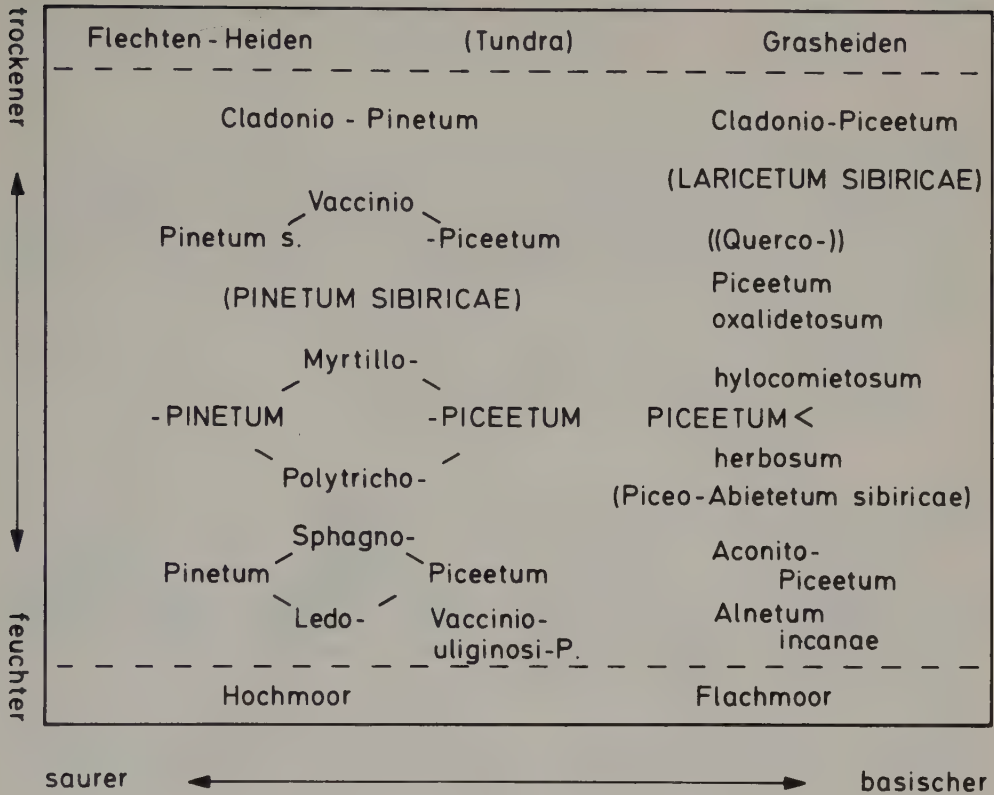 trockener
feuchter
Flechten - Heiden (Tundra) Grasheiden
Cladonio - Pinetum Cladonio-Piceetum
(LARICETUM SIBIRICAE)
Vaccinio
Pinetum s. -Piceetum ((Querco-))
(PINETUM SIBIRICAE) Piceetum
oxalidetosum
Myrtillo- hylocomietosum
-PINETUM -PICEETUM PICEETUM <
Polytricho- herbosum
(Piceo-Abietetum sibiricae)
Sphagno- Aconito-
Pinetum Piceetum Piceetum
Ledo- Vaccinio- Alnetum
uliginosi-P. incanae
Hochmoor Flachmoor
saurer basischer